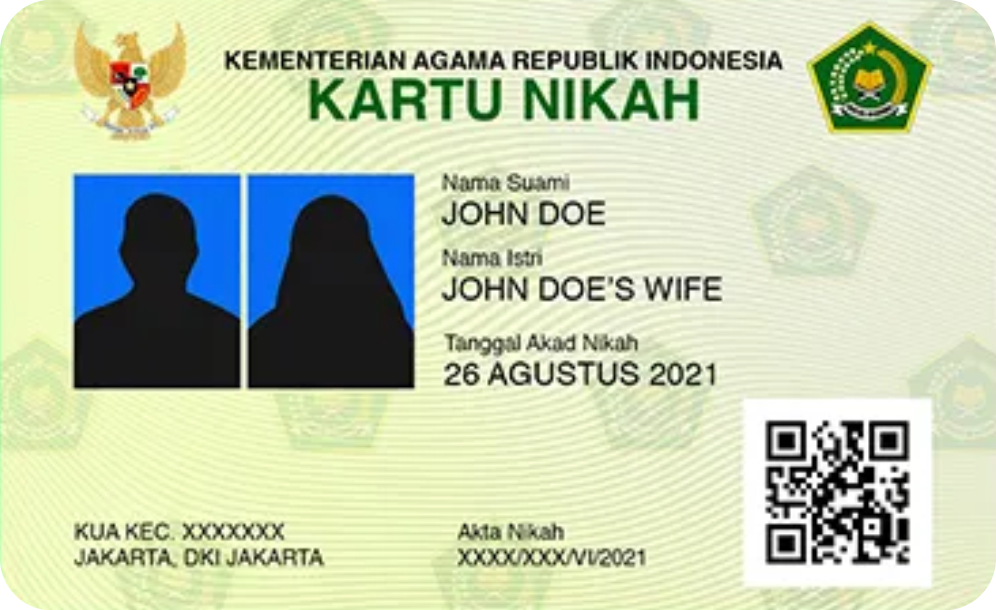 KEMENTERIAN AGAMA REPUBLIK INDONESIA
KARTU NIKAH
Nama Suami
JOHN DOE
Nama Istri
JOHN DOE'S WIFE
Tanggal Akad Nikah
26 AGUSTUS 2021
KUA KEC. XXXXXXX
JAKARTA, DKI JAKARTA
Akta Nikah
XXXX/XXX/VI/2021